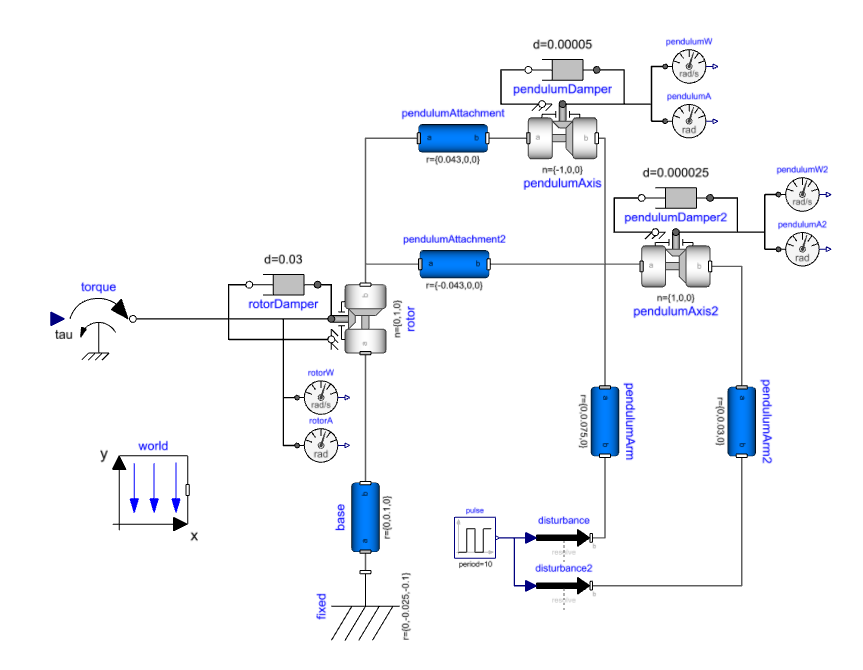 d=0.00005
pendulumW
rad/s
pendulumDamper
pendulumA
rad
pendulumAttachment
a
b
r={0.043,0,0}
a
b
n={-1,0,0}
pendulumAxis
d=0.000025
pendulumW2
rad/s
pendulumDamper2
pendulumA2
rad
pendulumAttachment2
a
b
r={-0.043,0,0}
a
b
n={1,0,0}
pendulumAxis2
d=0.03
rotorDamper
torque
tau
b
a
n={0,1,0}
rotor
rotorW
rad/s
rotorA
rad
a
b
r={0,0.075,0}
pendulumArm
a
b
r={0,0.03,0}
pendulumArm2
world
y
x
base
b
a
r={0,0.1,0}
pulse
period=10
disturbance
resolve
b
disturbance2
resolve
b
fixed
r={0,-0.025,-0.1}